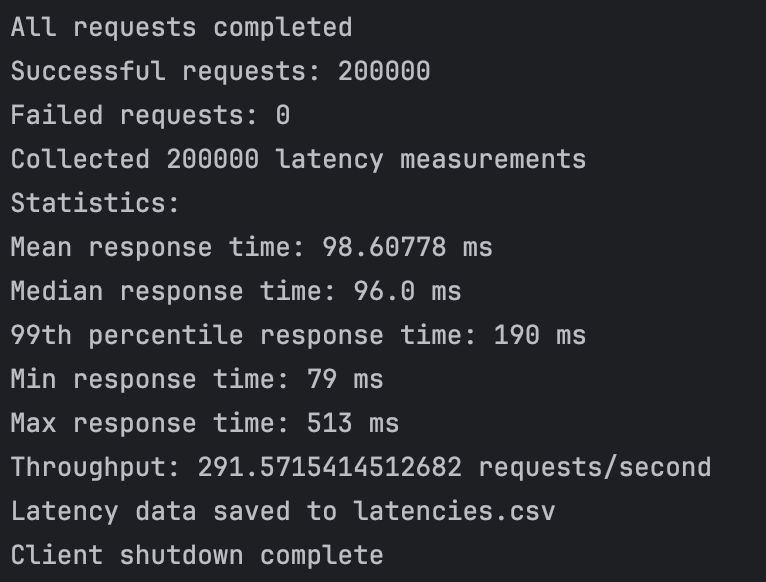 All requests completed
Successful requests: 200000
Failed requests: 0
Collected 200000 latency measurements
Statistics:
Mean response time: 98.60778 ms
Median response time: 96.0 ms
99th percentile response time: 190 ms
Min response time: 79 ms
Max response time: 513 ms
Throughput: 291.5715414512682 requests/second
Latency data saved to latencies.csv
Client shutdown complete